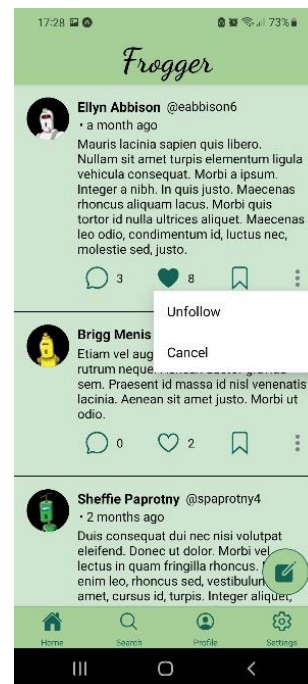 17:28 73%
Frogger
Ellyn Abbison @eabbison6
• a month ago
Mauris lacinia sapien quis libero.
Nullam sit amet turpis elementum ligula
vehicula consequat. Morbi a ipsum.
Integer a nibh. In quis justo. Maecenas
rhoncus aliquam lacus. Morbi quis
tortor id nulla ultrices aliquet. Maecenas
leo odio, condimentum id, luctus nec,
molestie sed, justo.
3 8
Unfollow
Cancel
Brigg Menis
Etiam vel aug
rutrum neque.
sem. Praesent id massa id nisl venenatis
lacinia. Aenean sit amet justo. Morbi ut
odio.
0 2
Sheffie Paprotny @spaprotny4
• 2 months ago
Duis consequat dui nec nisi volutpat
eleifend. Donec ut dolor. Morbi vel
lectus in quam fringilla rhoncus.
enim leo, rhoncus sed, vestibulum
amet, cursus id, turpis. Integer aliquet,
Home Search Profile Settings